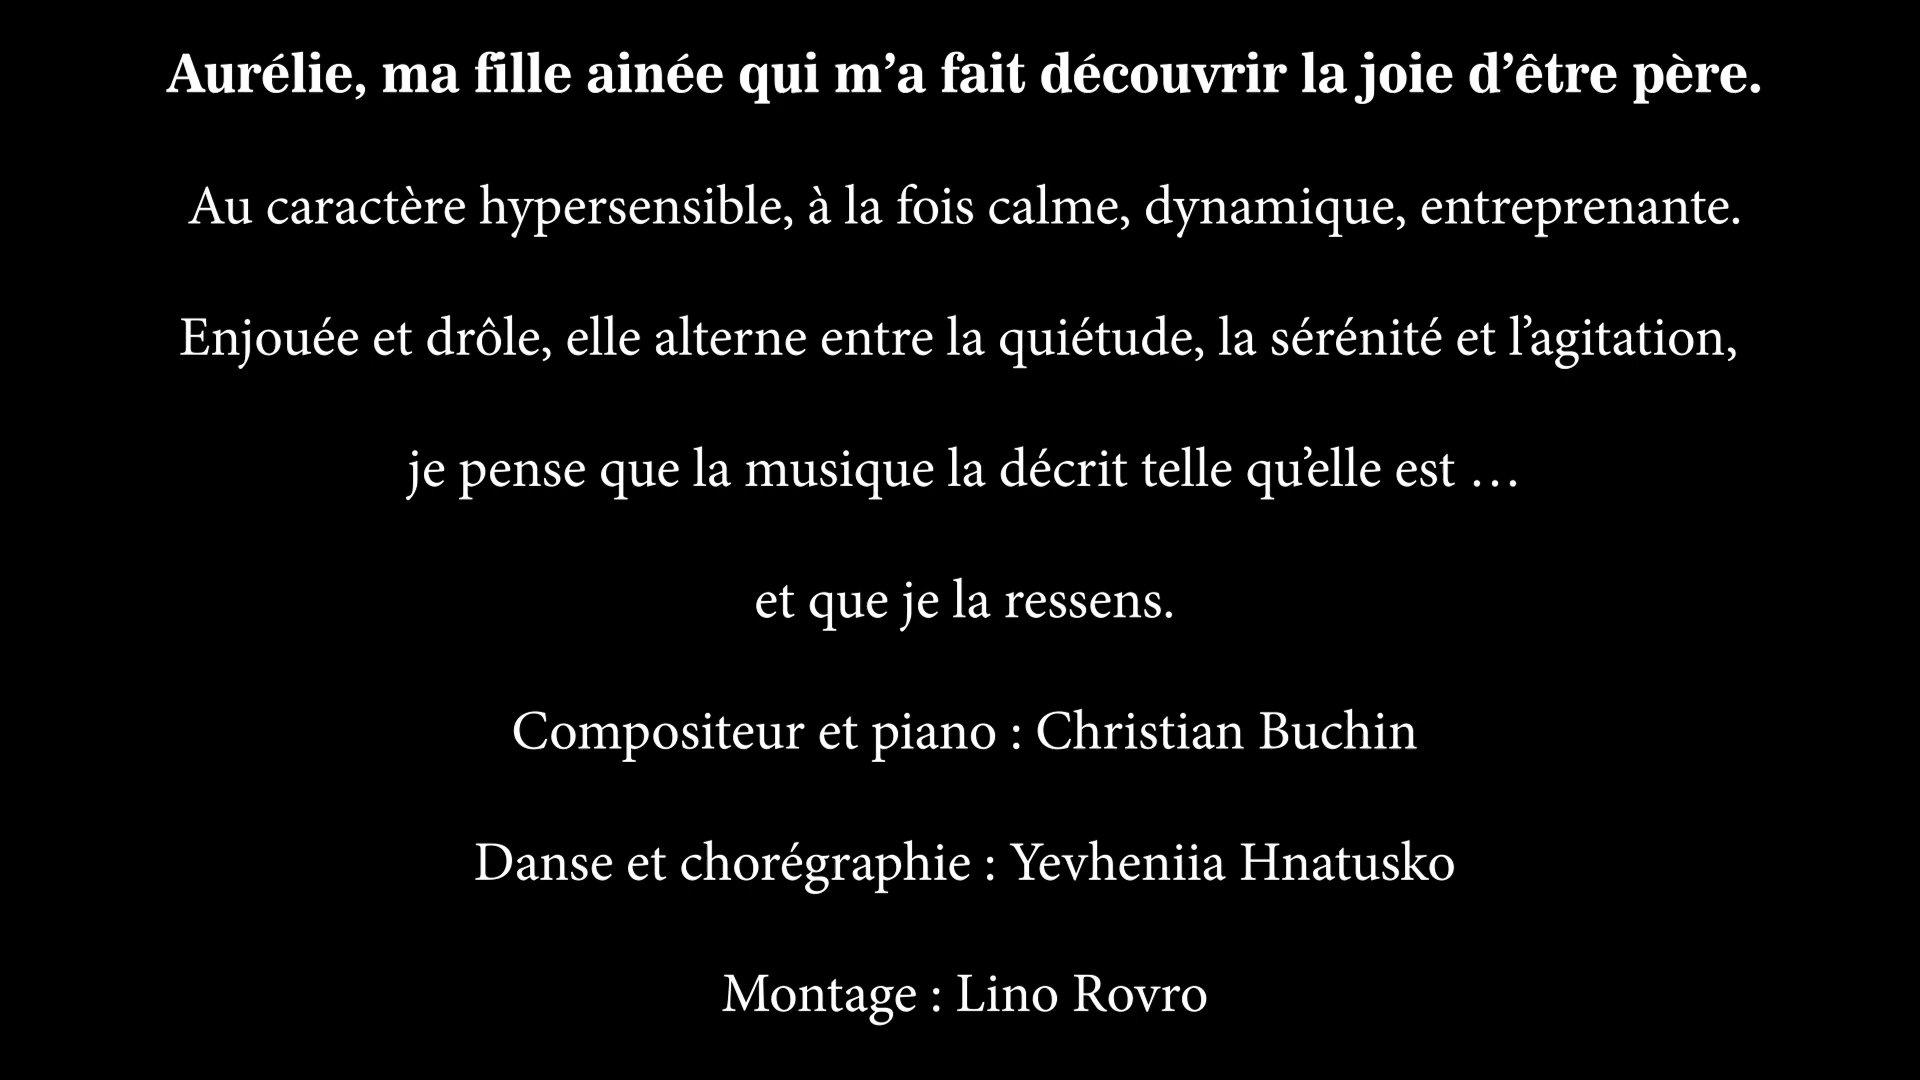 Aurélie, ma fille ainée qui m’a fait découvrir la joie d’être père.
Au caractère hypersensible, à la fois calme, dynamique, entreprenante.
Enjouée et drôle, elle alterne entre la quiétude, la sérénité et l’agitation,
je pense que la musique la décrit telle qu’elle est …
et que je la ressens.
Compositeur et piano : Christian Buchin
Danse et chorégraphie : Yevheniia Hnatusko
Montage : Lino Rovro